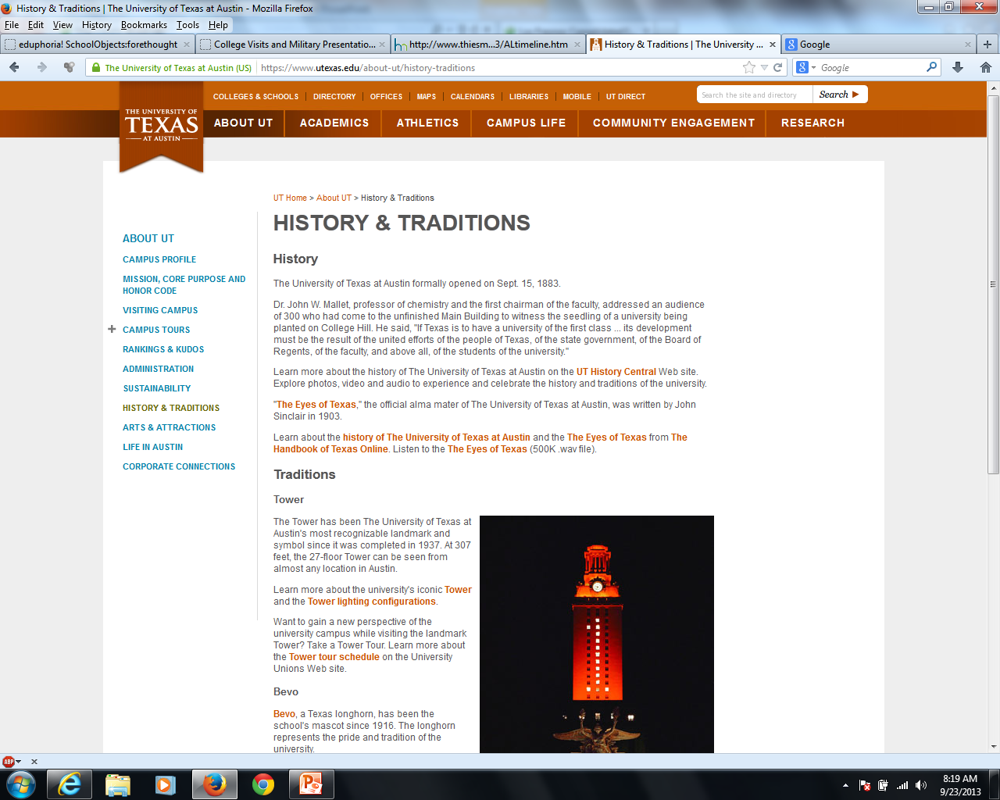 History & Traditions | The University of Texas at Austin - Mozilla Firefox
File Edit View History Bookmarks Tools Help
eduphoria! SchoolObjects:forethought
College Visits and Military Presentatio...
http://www.thiesm...3/ALtimeline.htm
History & Traditions | The University ...
Google
The University of Texas at Austin (US)
https://www.utexas.edu/about-ut/history-traditions
Google
COLLEGES & SCHOOLS | DIRECTORY | OFFICES | MAPS | CALENDARS | LIBRARIES | MOBILE | UT DIRECT
Search the site and directory
Search
THE UNIVERSITY OF
TEXAS
AT AUSTIN
ABOUT UT ACADEMICS ATHLETICS CAMPUS LIFE COMMUNITY ENGAGEMENT RESEARCH
UT Home > About UT > History & Traditions
HISTORY & TRADITIONS
ABOUT UT
CAMPUS PROFILE
MISSION, CORE PURPOSE AND
HONOR CODE
VISITING CAMPUS
CAMPUS TOURS
RANKINGS & KUDOS
ADMINISTRATION
SUSTAINABILITY
HISTORY & TRADITIONS
ARTS & ATTRACTIONS
LIFE IN AUSTIN
CORPORATE CONNECTIONS
History
The University of Texas at Austin formally opened on Sept. 15, 1883.
Dr. John W. Mallet, professor of chemistry and the first chairman of the faculty, addressed an audience
of 300 who had come to the unfinished Main Building to witness the seedling of a university being
planted on College Hill. He said, "If Texas is to have a university of the first class ... its development
must be the result of the united efforts of the people of Texas, of the state government, of the Board of
Regents, of the faculty, and above all, of the students of the university."
Learn more about the history of The University of Texas at Austin on the UT History Central Web site.
Explore photos, video and audio to experience and celebrate the history and traditions of the university.
"The Eyes of Texas," the official alma mater of The University of Texas at Austin, was written by John
Sinclair in 1903.
Learn about the history of The University of Texas at Austin and the The Eyes of Texas from The
Handbook of Texas Online. Listen to the The Eyes of Texas (500K .wav file).
Traditions
Tower
The Tower has been The University of Texas at
Austin's most recognizable landmark and
symbol since it was completed in 1937. At 307
feet, the 27-floor Tower can be seen from
almost any location in Austin.
Learn more about the university's iconic Tower
and the Tower lighting configurations.
Want to gain a new perspective of the
university campus while visiting the landmark
Tower? Take a Tower Tour. Learn more about
the Tower tour schedule on the University
Unions Web site.
Bevo
Bevo, a Texas longhorn, has been the
school's mascot since 1916. The longhorn
represents the pride and tradition of the
university.
ABP
8:19 AM
9/23/2013